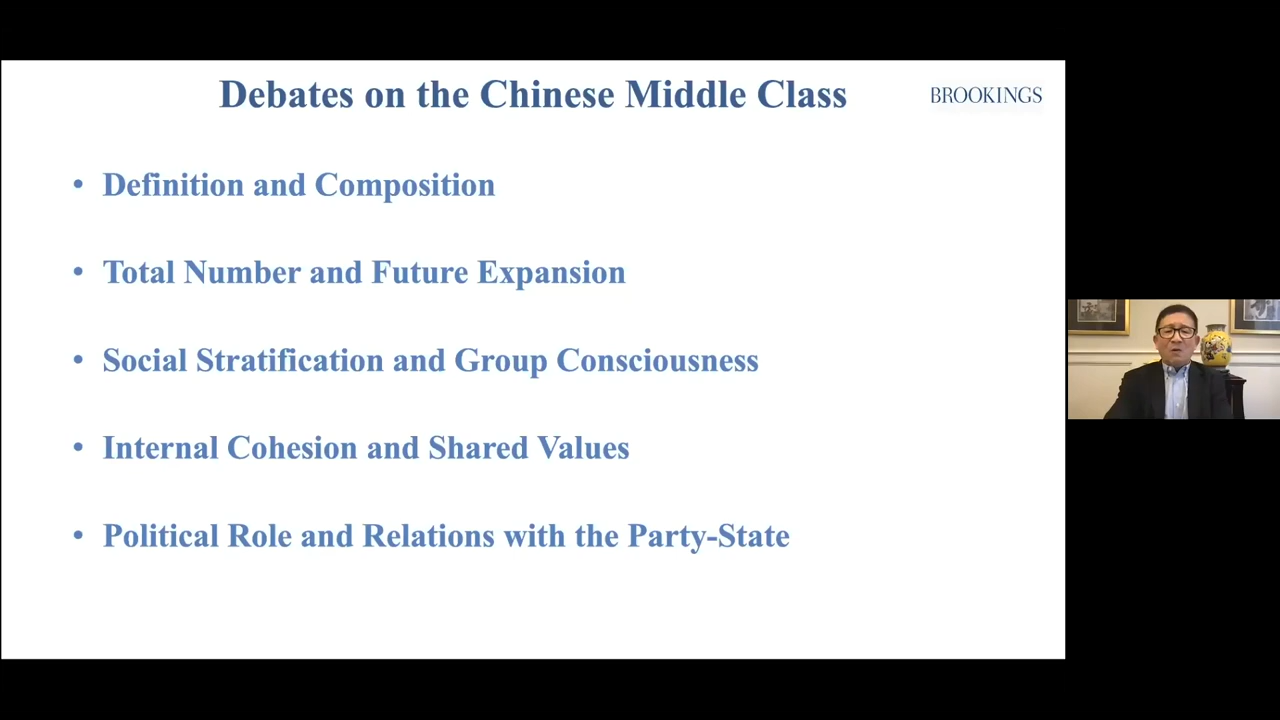 Debates on the Chinese Middle Class
BROOKINGS
• Definition and Composition
• Total Number and Future Expansion
• Social Stratification and Group Consciousness
• Internal Cohesion and Shared Values
• Political Role and Relations with the Party-State